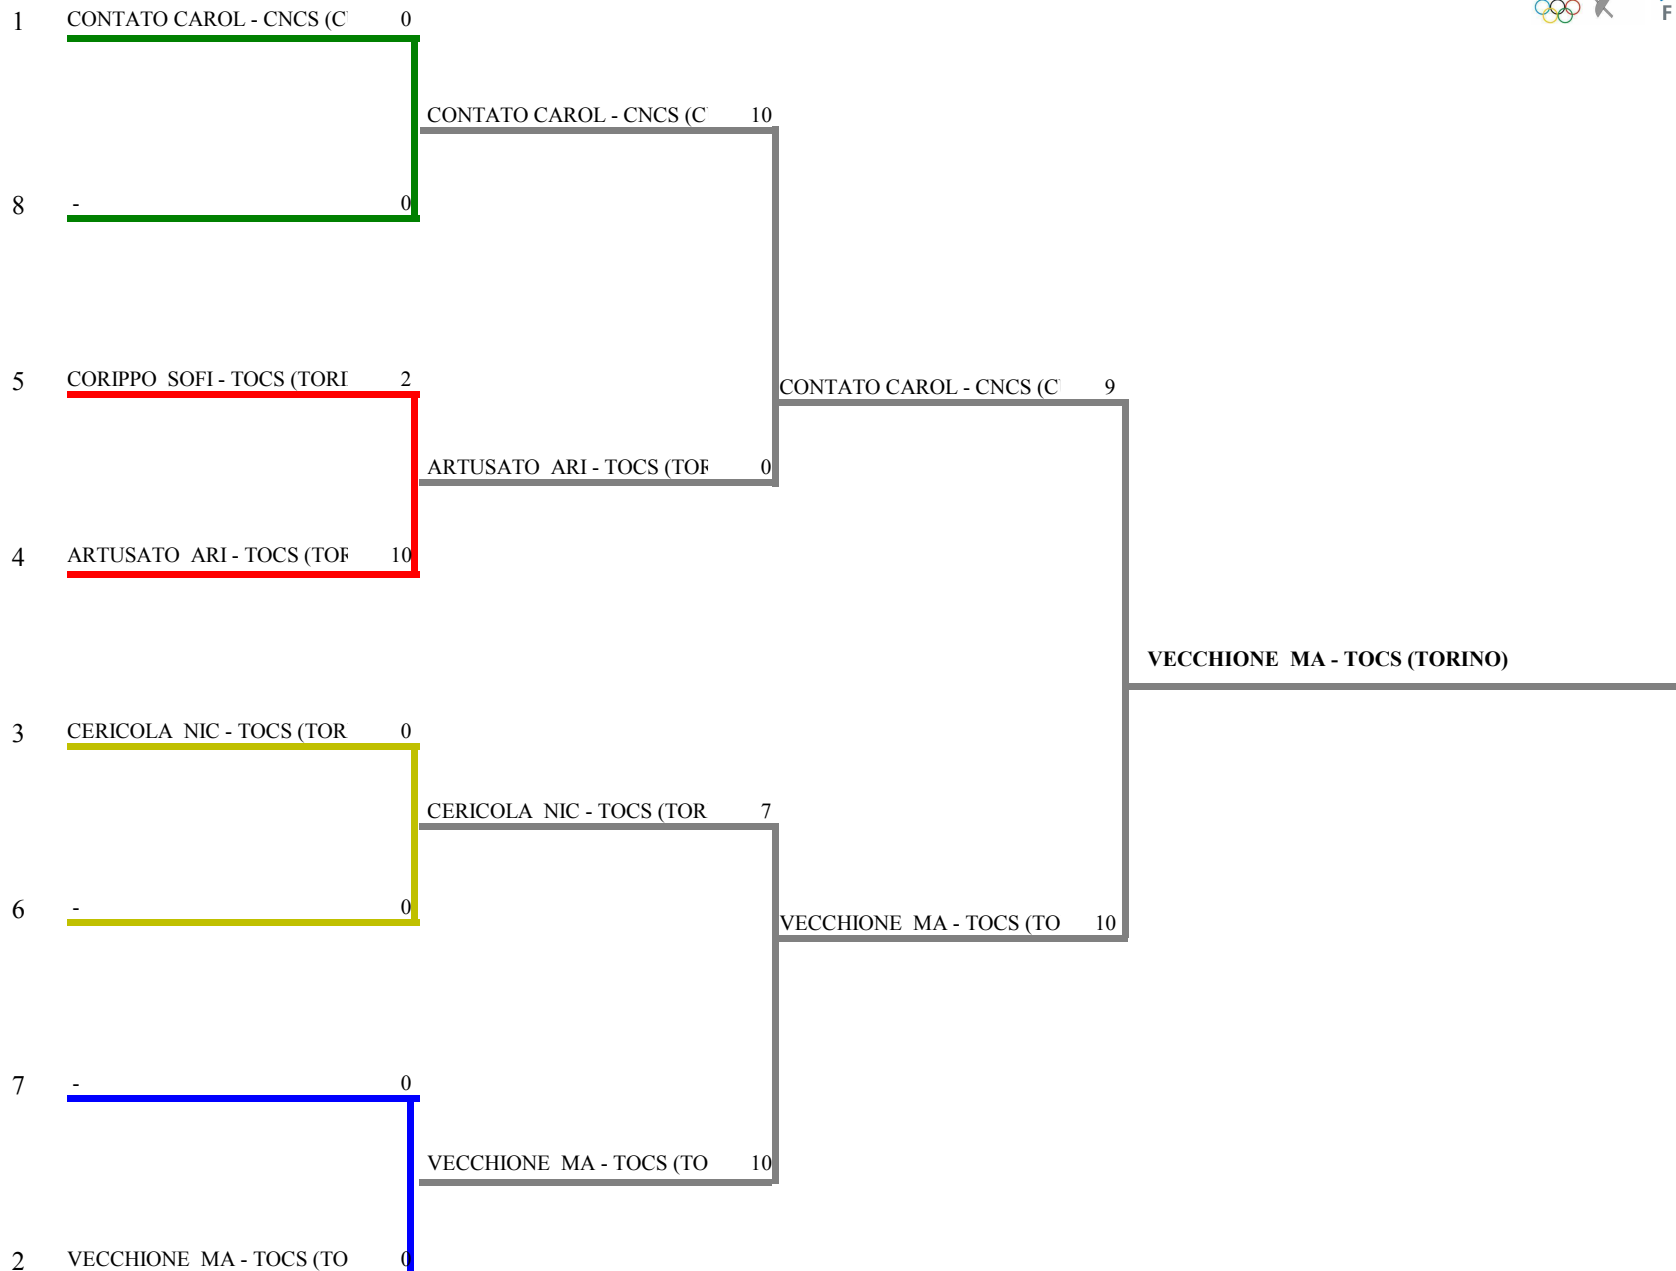 F
1 CONTATO CAROL - CNCS (C 0
CONTATO CAROL - CNCS (C 10
8 - 0
5 CORIPPO SOFI - TOCS (TORI 2
CONTATO CAROL - CNCS (C 9
ARTUSATO ARI - TOCS (TOR 0
4 ARTUSATO ARI - TOCS (TOR 10
VECCHIONE MA - TOCS (TORINO)
3 CERICOLA NIC - TOCS (TOR 0
CERICOLA NIC - TOCS (TOR 7
6 - 0
VECCHIONE MA - TOCS (TO 10
7 - 0
VECCHIONE MA - TOCS (TO 10
2 VECCHIONE MA - TOCS (TO 0